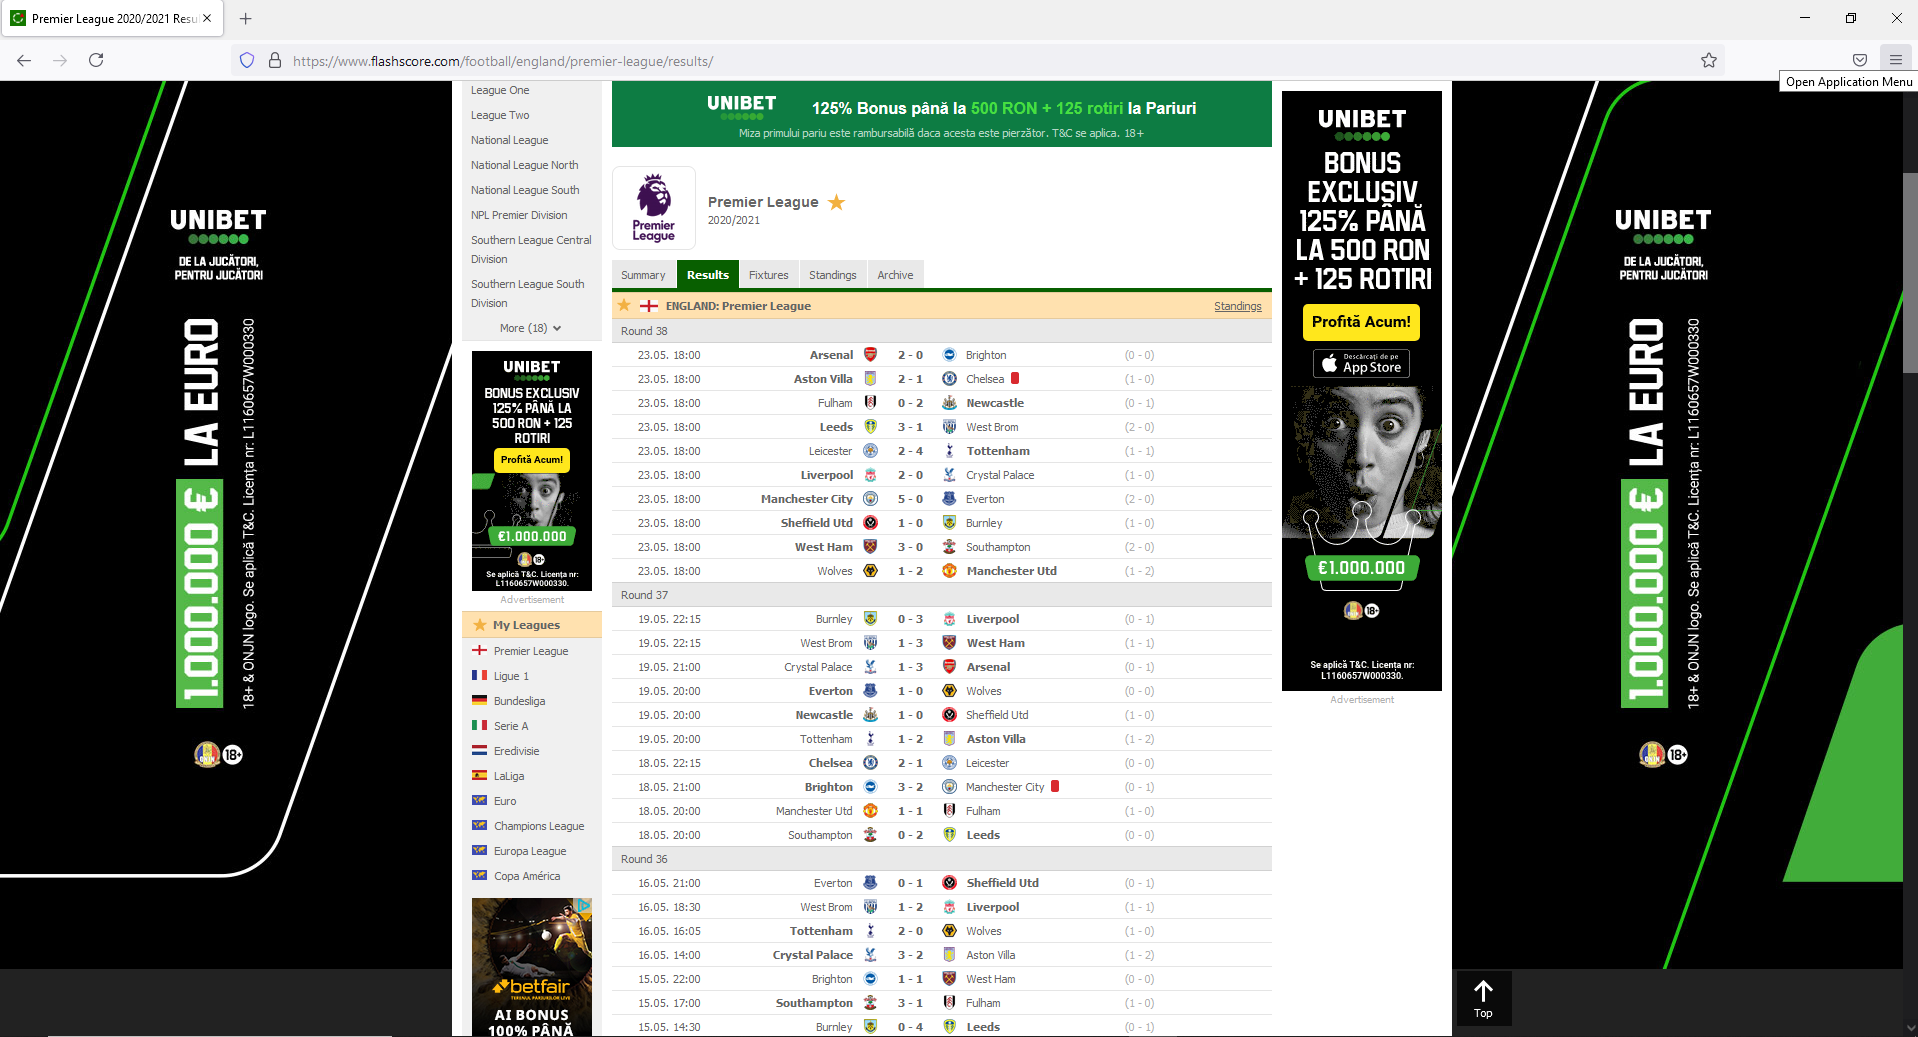 Premier League 2020/2021 Resu
https://www.flashscore.com/football/england/premier-league/results/
Open Application Menu
UNIBET
DE LA JUCĂTORI,
PENTRU JUCĂTORI
1.000.000 € LA EURO
18+ & ONJN logo. Se aplică T&C. Licența nr: L1160657W000330
18+
League One
League Two
National League
National League North
National League South
NPL Premier Division
Southern League Central
Division
Southern League South
Division
More (18)
UNIBET
BONUS EXCLUSIV
125% PÂNĂ LA
500 RON + 125
ROTIRI
Profită Acum!
€1.000.000
18+
Se aplică T&C. Licența nr:
L1160657W000330.
Advertisement
My Leagues
Premier League
Ligue 1
Bundesliga
Serie A
Eredivisie
LaLiga
Euro
Champions League
Europa League
Copa América
betfair
TERENUL PARIURILOR LIVE
AI BONUS
100% PÂNĂ
UNIBET
125% Bonus până la 500 RON + 125 rotiri la Pariuri
Miza primului pariu este rambursabilă daca acesta este pierzător. T&C se aplica. 18+
Premier
League
Premier League
2020/2021
Summary Results Fixtures Standings Archive
ENGLAND: Premier League Standings
Round 38
23.05. 18:00 Arsenal 2 - 0 Brighton (0 - 0)
23.05. 18:00 Aston Villa 2 - 1 Chelsea (1 - 0)
23.05. 18:00 Fulham 0 - 2 Newcastle (0 - 1)
23.05. 18:00 Leeds 3 - 1 West Brom (2 - 0)
23.05. 18:00 Leicester 2 - 4 Tottenham (1 - 1)
23.05. 18:00 Liverpool 2 - 0 Crystal Palace (1 - 0)
23.05. 18:00 Manchester City 5 - 0 Everton (2 - 0)
23.05. 18:00 Sheffield Utd 1 - 0 Burnley (1 - 0)
23.05. 18:00 West Ham 3 - 0 Southampton (2 - 0)
23.05. 18:00 Wolves 1 - 2 Manchester Utd (1 - 2)
Round 37
19.05. 22:15 Burnley 0 - 3 Liverpool (0 - 1)
19.05. 22:15 West Brom 1 - 3 West Ham (1 - 1)
19.05. 21:00 Crystal Palace 1 - 3 Arsenal (0 - 1)
19.05. 20:00 Everton 1 - 0 Wolves (0 - 0)
19.05. 20:00 Newcastle 1 - 0 Sheffield Utd (1 - 0)
19.05. 20:00 Tottenham 1 - 2 Aston Villa (1 - 2)
18.05. 22:15 Chelsea 2 - 1 Leicester (0 - 0)
18.05. 21:00 Brighton 3 - 2 Manchester City (0 - 1)
18.05. 20:00 Manchester Utd 1 - 1 Fulham (1 - 0)
18.05. 20:00 Southampton 0 - 2 Leeds (0 - 0)
Round 36
16.05. 21:00 Everton 0 - 1 Sheffield Utd (0 - 1)
16.05. 18:30 West Brom 1 - 2 Liverpool (1 - 1)
16.05. 16:05 Tottenham 2 - 0 Wolves (1 - 0)
16.05. 14:00 Crystal Palace 3 - 2 Aston Villa (1 - 2)
15.05. 22:00 Brighton 1 - 1 West Ham (0 - 0)
15.05. 17:00 Southampton 3 - 1 Fulham (1 - 0)
15.05. 14:30 Burnley 0 - 4 Leeds (0 - 1)
UNIBET
BONUS
EXCLUSIV
125% PÂNĂ
LA 500 RON
+ 125 ROTIRI
Profită Acum!
Descărcați de pe
App Store
€1.000.000
18+
Se aplică T&C. Licența nr:
L1160657W000330.
Advertisement
UNIBET
DE LA JUCĂTORI,
PENTRU JUCĂTORI
1.000.000 € LA EURO
18+ & ONJN logo. Se aplică T&C. Licența nr: L1160657W000330
18+
Top